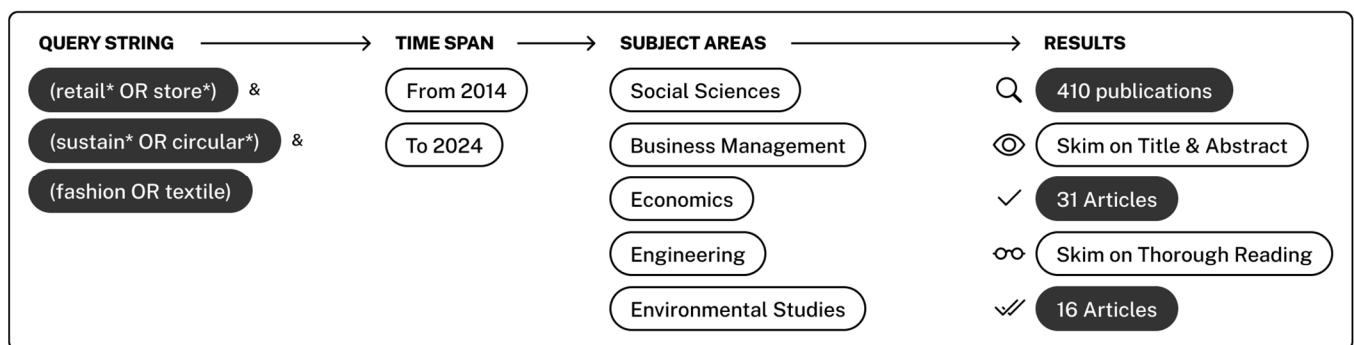 QUERY STRING
(retail* OR store*) &
(sustain* OR circular*) &
(fashion OR textile)
TIME SPAN
From 2014
To 2024
SUBJECT AREAS
Social Sciences
Business Management
Economics
Engineering
Environmental Studies
RESULTS
410 publications
Skim on Title & Abstract
31 Articles
Skim on Thorough Reading
16 Articles